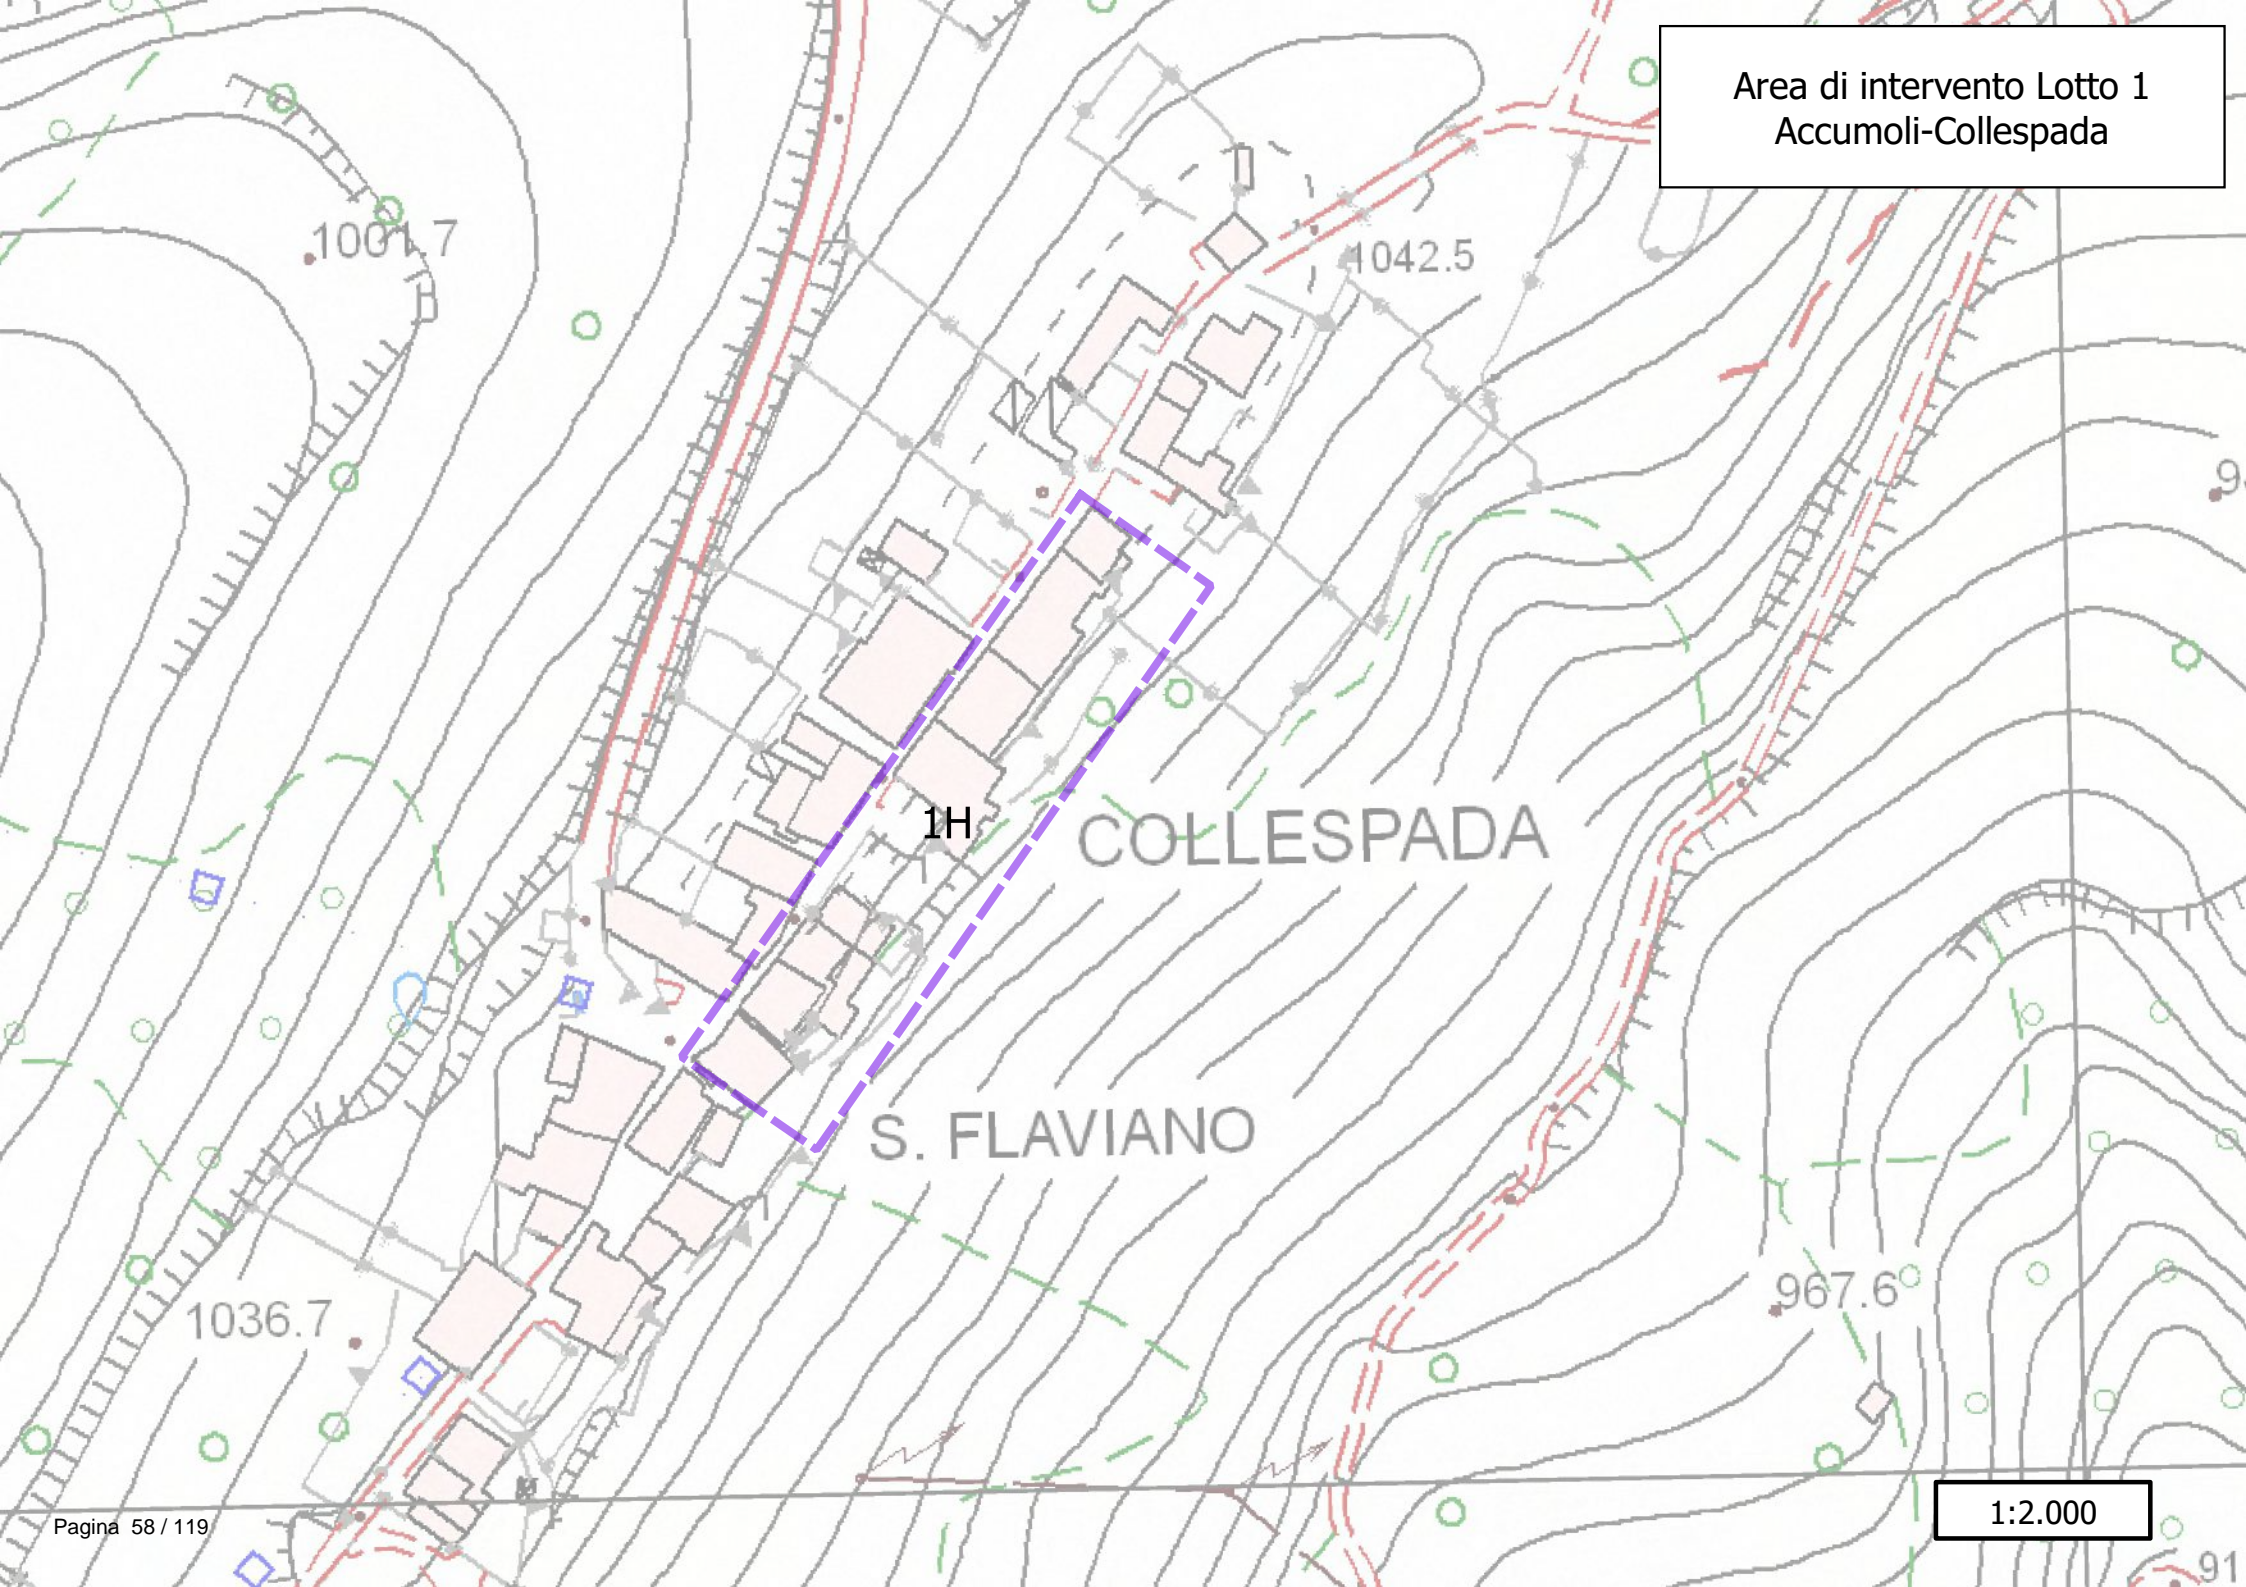 Area di intervento Lotto 1
Accumoli-Collespada
1001.7
1042.5
1H
COLLESPADA
S. FLAVIANO
1036.7
967.6
1:2.000
Pagina 58 / 119
91